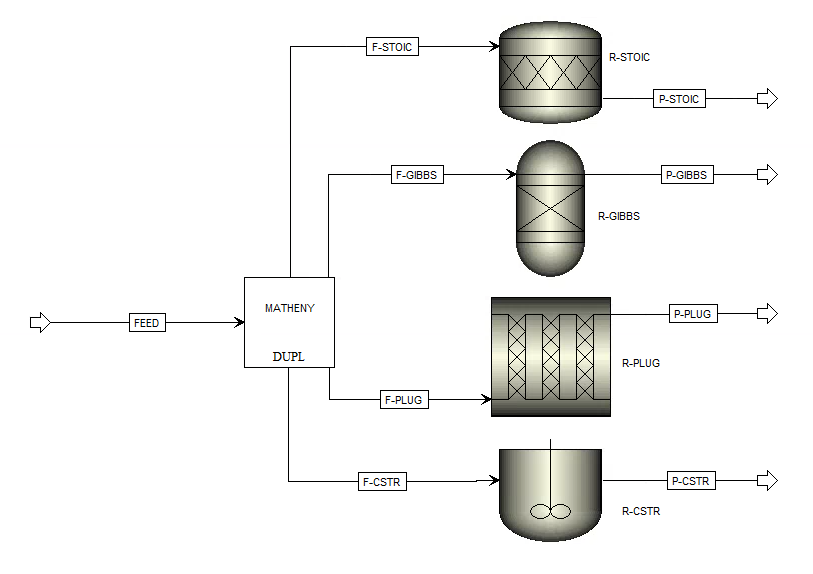 F-STOIC
R-STOIC
P-STOIC
F-GIBBS
P-GIBBS
R-GIBBS
MATHENY
FEED
DUPL
P-PLUG
R-PLUG
F-PLUG
F-CSTR
P-CSTR
R-CSTR